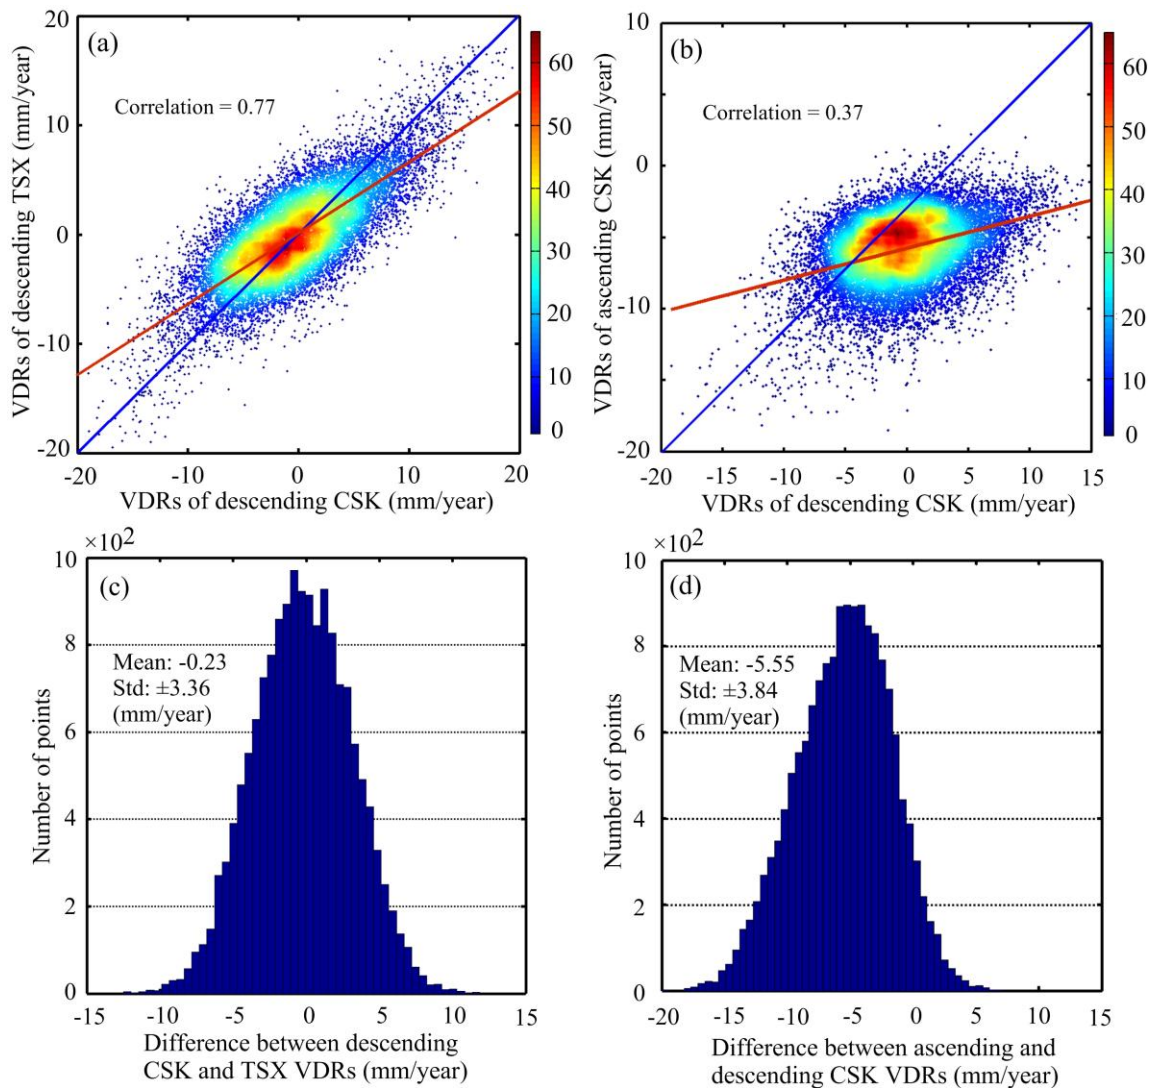 (a)
Correlation = 0.77
VDRs of descending TSX (mm/year)
20
10
0
-10
-20
-20
-10
0
10
20
VDRs of descending CSK (mm/year)
60
50
40
30
20
10
0
(b)
Correlation = 0.37
VDRs of ascending CSK (mm/year)
10
0
-10
-20
-20
-15
-10
-5
0
5
10
15
VDRs of descending CSK (mm/year)
60
50
40
30
20
10
0
×10²
(c)
Mean: -0.23
Std: ±3.36
(mm/year)
Number of points
10
8
6
4
2
0
-15
-10
-5
0
5
10
15
Difference between descending
CSK and TSX VDRs (mm/year)
×10²
(d)
Mean: -5.55
Std: ±3.84
(mm/year)
Number of points
10
8
6
4
2
0
-20
-15
-10
-5
0
5
10
15
Difference between ascending and
descending CSK VDRs (mm/year)